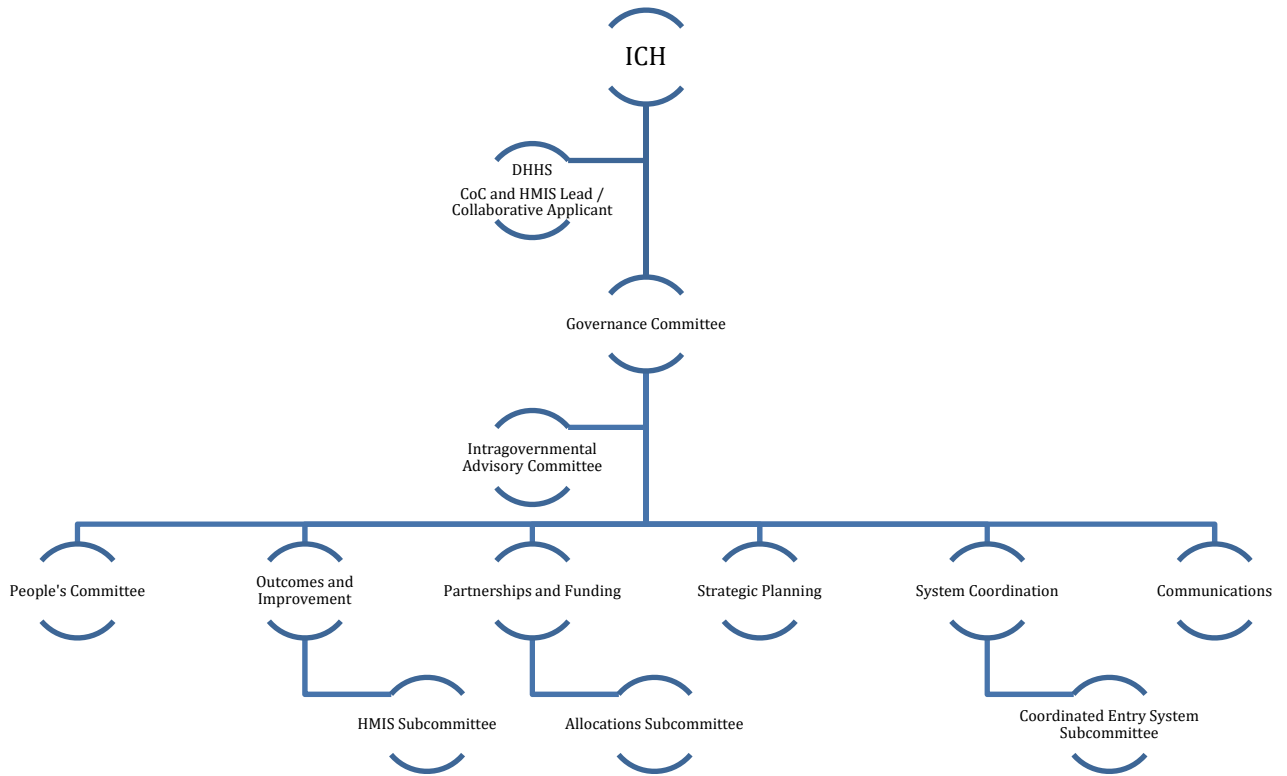 ICH
DHHS
CoC and HMIS Lead /
Collaborative Applicant
Governance Committee
Intragovernmental
Advisory Committee
People's Committee
Outcomes and
Improvement
Partnerships and Funding
Strategic Planning
System Coordination
Communications
HMIS Subcommittee
Allocations Subcommittee
Coordinated Entry System
Subcommittee